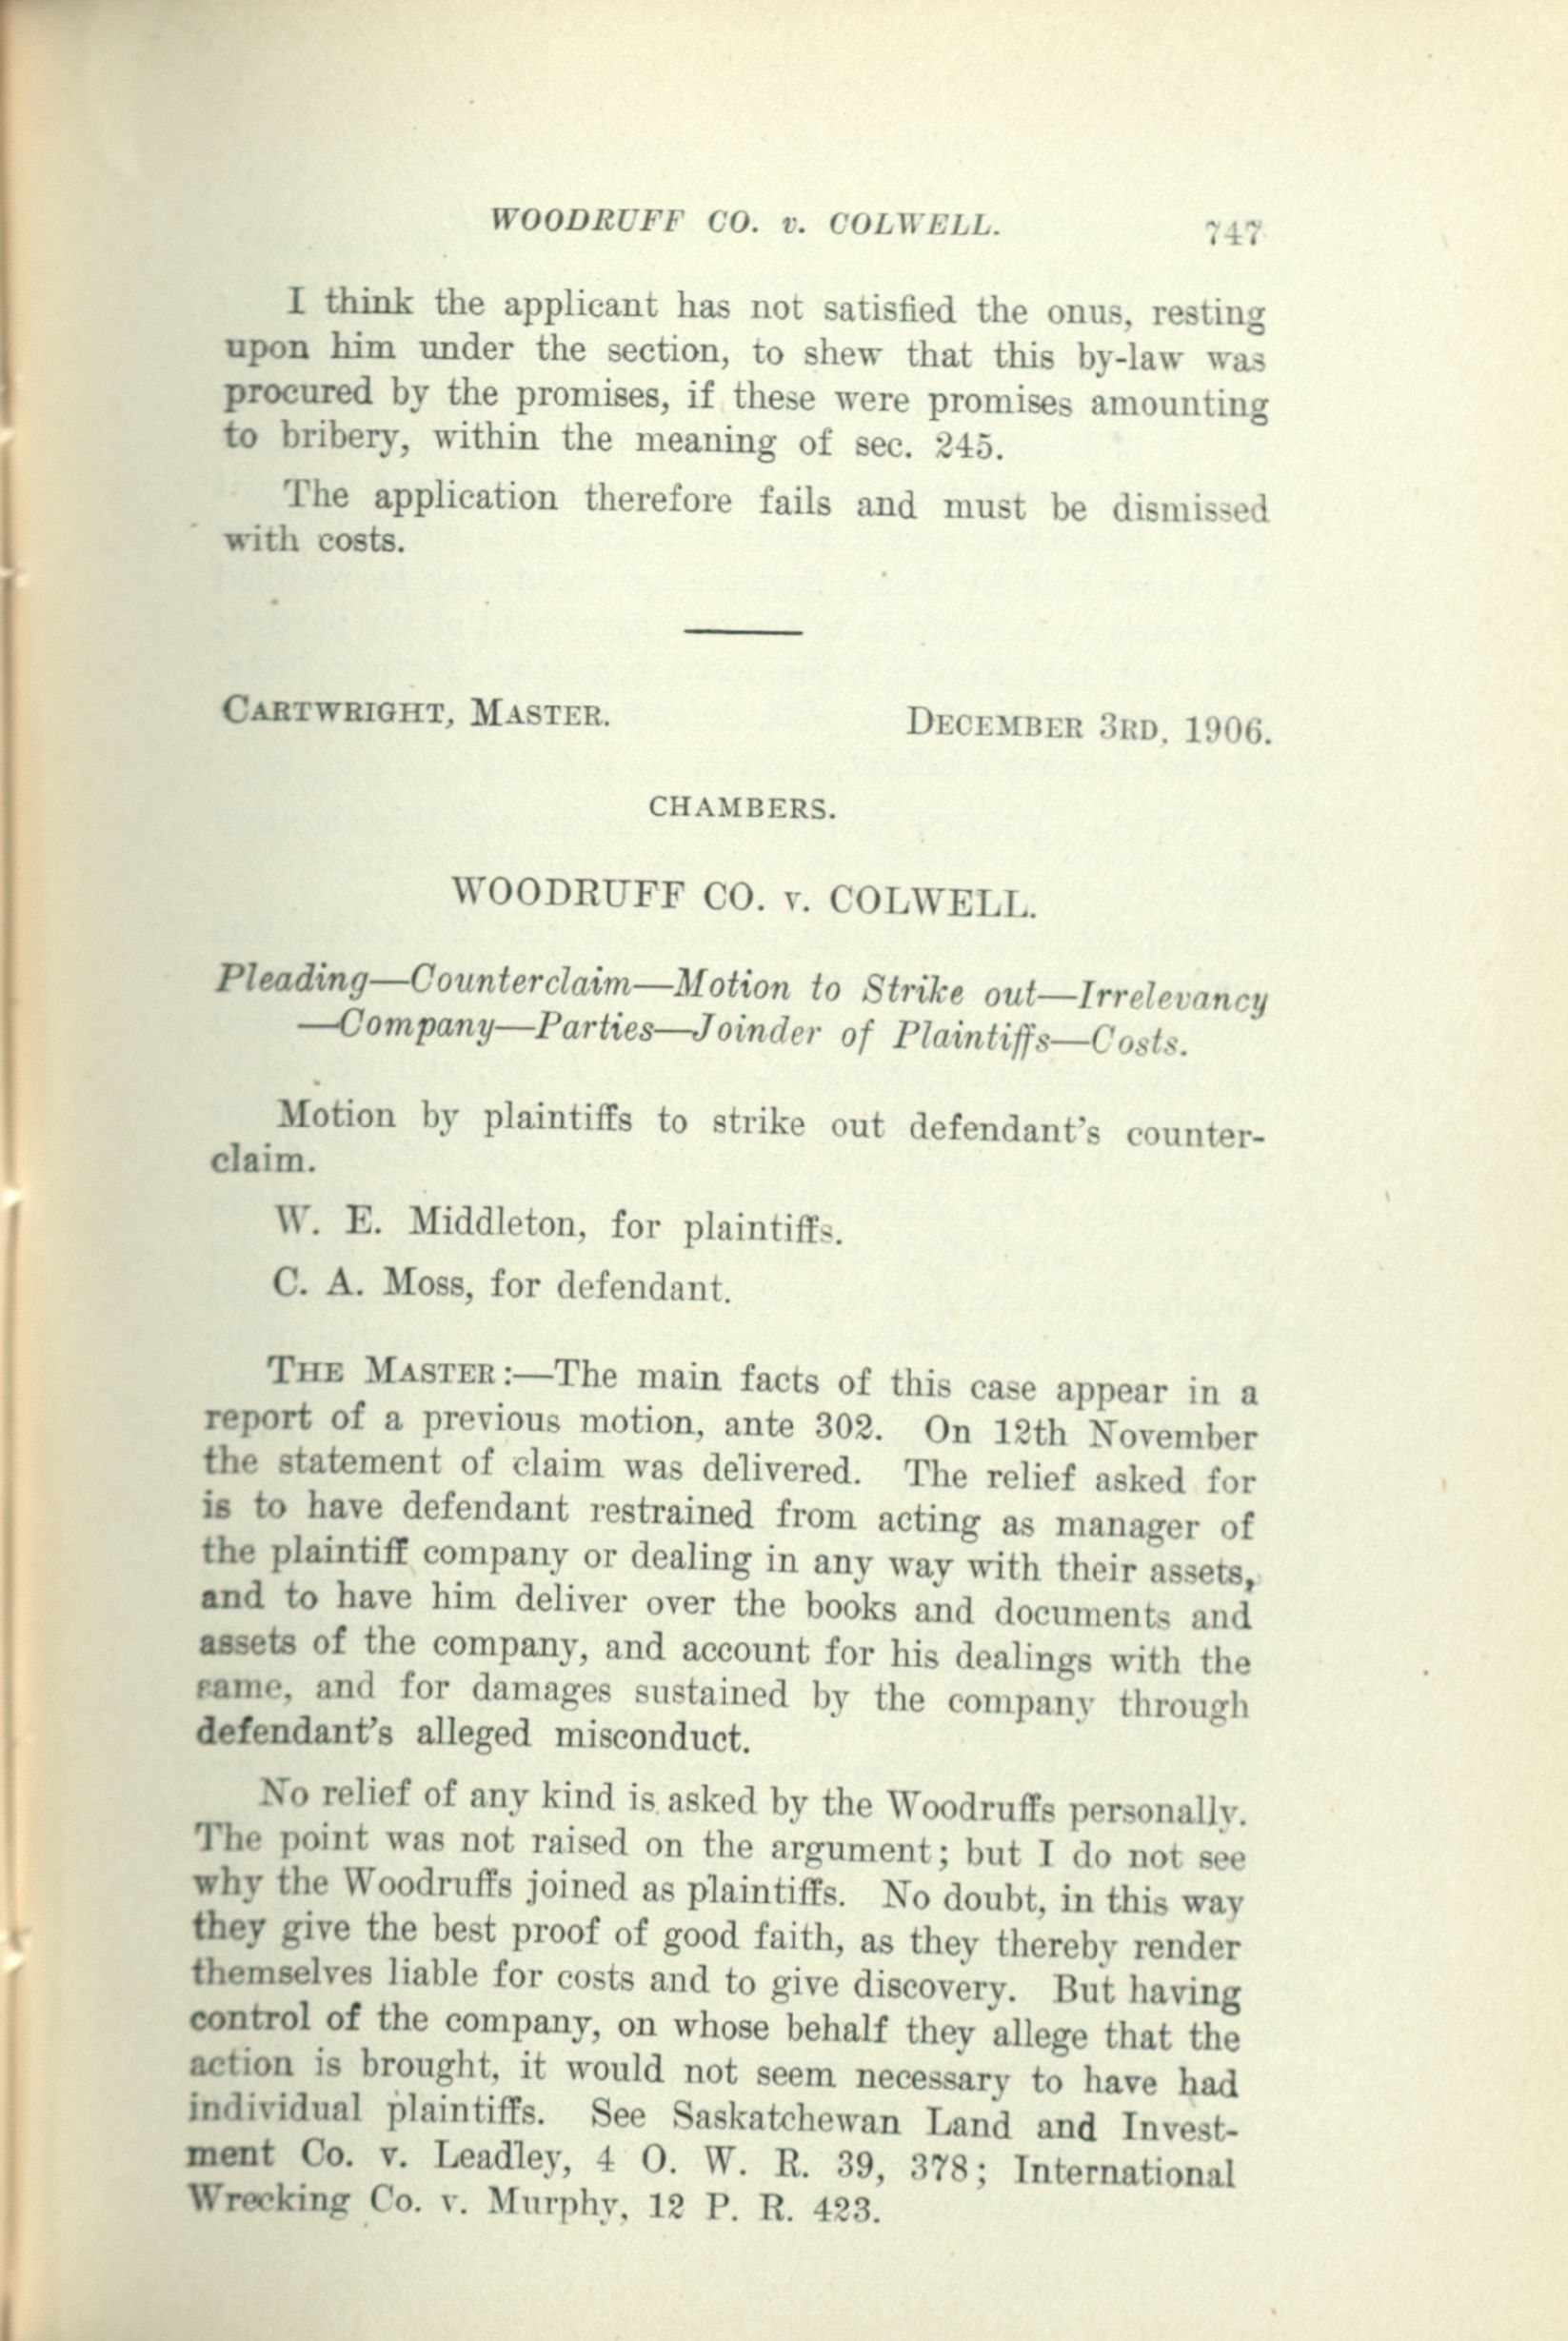 WOODRUFF CO. v. COLWELL. 747
I think the applicant has not satisfied the onus, resting
upon him under the section, to shew that this by-law was
procured by the promises, if these were promises amounting
to bribery, within the meaning of sec. 245.
The application therefore fails and must be dismissed
with costs.
CARTWRIGHT, MASTER. DECEMBER 3RD, 1906.
CHAMBERS.
WOODRUFF CO. v. COLWELL.
Pleading—Counterclaim—Motion to Strike out—Irrelevancy
—Company—Parties—Joinder of Plaintiffs—Costs.
Motion by plaintiffs to strike out defendant's counter-
claim.
W. E. Middleton, for plaintiffs.
C. A. Moss, for defendant.
THE MASTER:—The main facts of this case appear in a
report of a previous motion, ante 302. On 12th November
the statement of claim was delivered. The relief asked for
is to have defendant restrained from acting as manager of
the plaintiff company or dealing in any way with their assets,
and to have him deliver over the books and documents and
assets of the company, and account for his dealings with the
same, and for damages sustained by the company through
defendant's alleged misconduct.
No relief of any kind is asked by the Woodruffs personally.
The point was not raised on the argument; but I do not see
why the Woodruffs joined as plaintiffs. No doubt, in this way
they give the best proof of good faith, as they thereby render
themselves liable for costs and to give discovery. But having
control of the company, on whose behalf they allege that the
action is brought, it would not seem necessary to have had
individual plaintiffs. See Saskatchewan Land and Invest-
ment Co. v. Leadley, 4 O. W. R. 39, 378; International
Wrecking Co. v. Murphy, 12 P. R. 423.